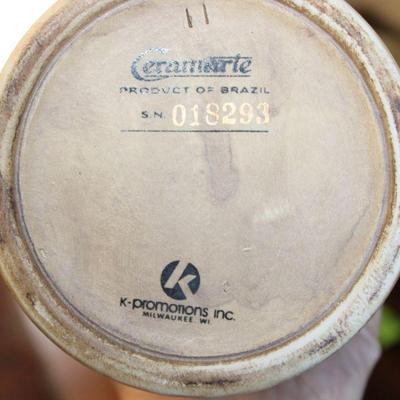 Ceramarte
PRODUCT OF BRAZIL
S.N. 018293
K
K-PROMOTIONS INC.
MILWAUKEE WI